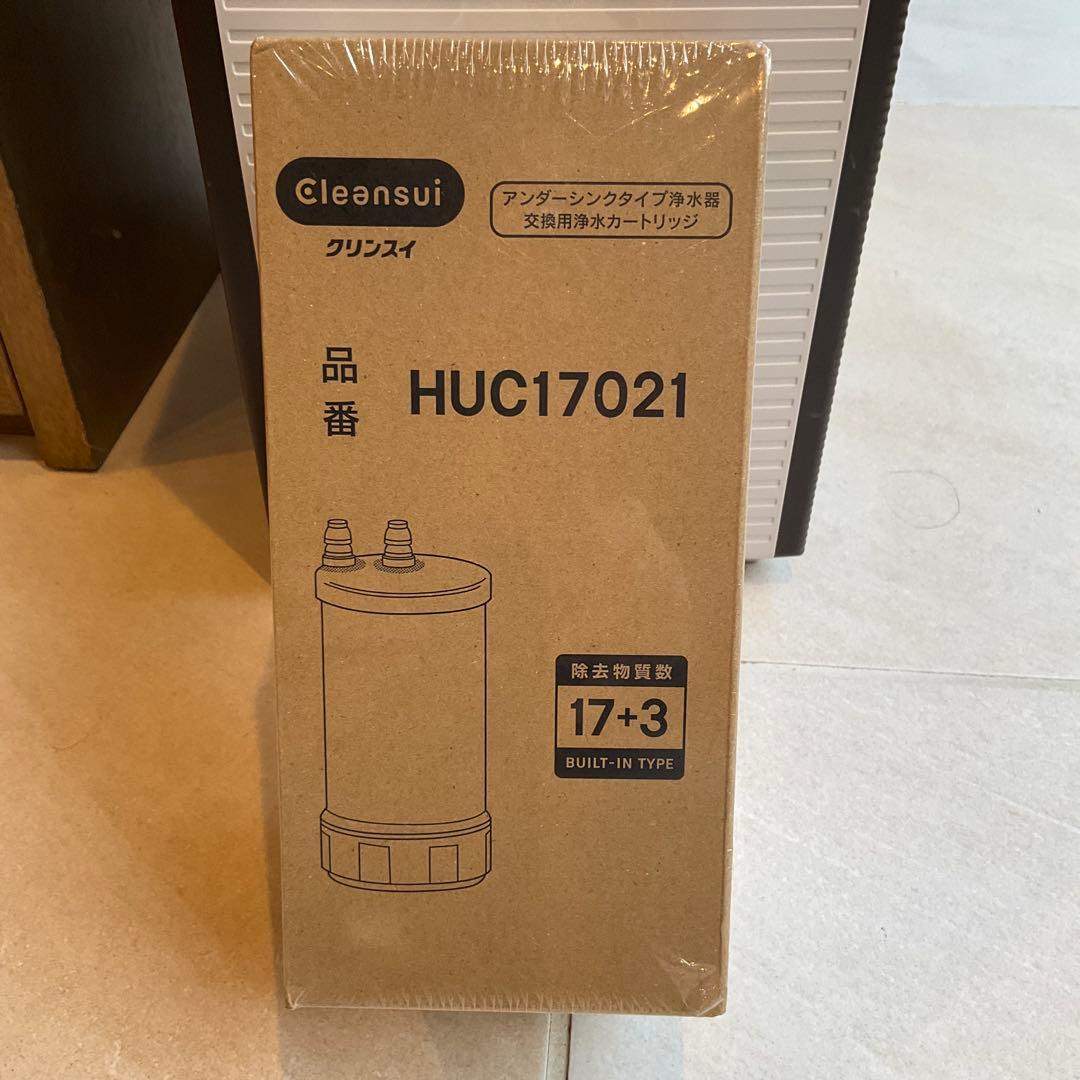 Cleansui
クリンスイ
アンダーシンクタイプ浄水器
交換用浄水カートリッジ
品番 HUC17021
除去物質数
17+3
BUILT-IN TYPE